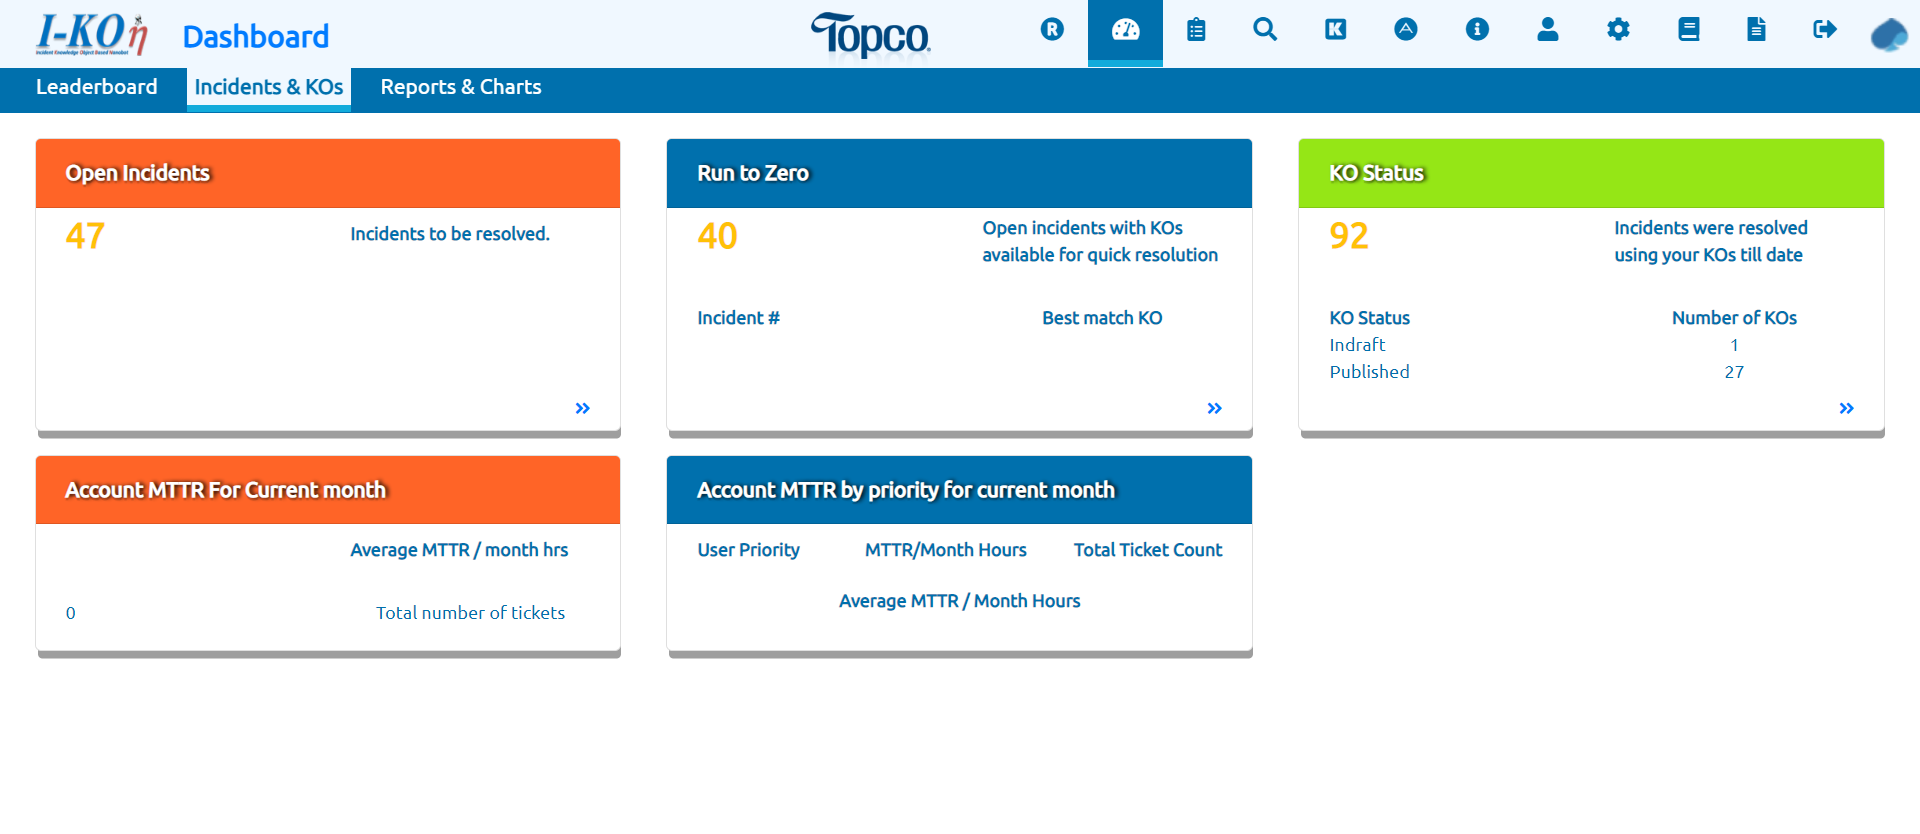 I-KO η
Incident Knowledge Object Based Nanobot
Dashboard
Topco
R
K
A
i
Leaderboard
Incidents & KOs
Reports & Charts
Open Incidents
47
Incidents to be resolved.
Run to Zero
40
Open incidents with KOs
available for quick resolution
Incident #
Best match KO
KO Status
92
Incidents were resolved
using your KOs till date
KO Status
Number of KOs
Indraft
1
Published
27
Account MTTR For Current month
Average MTTR / month hrs
0
Total number of tickets
Account MTTR by priority for current month
User Priority
MTTR/Month Hours
Total Ticket Count
Average MTTR / Month Hours